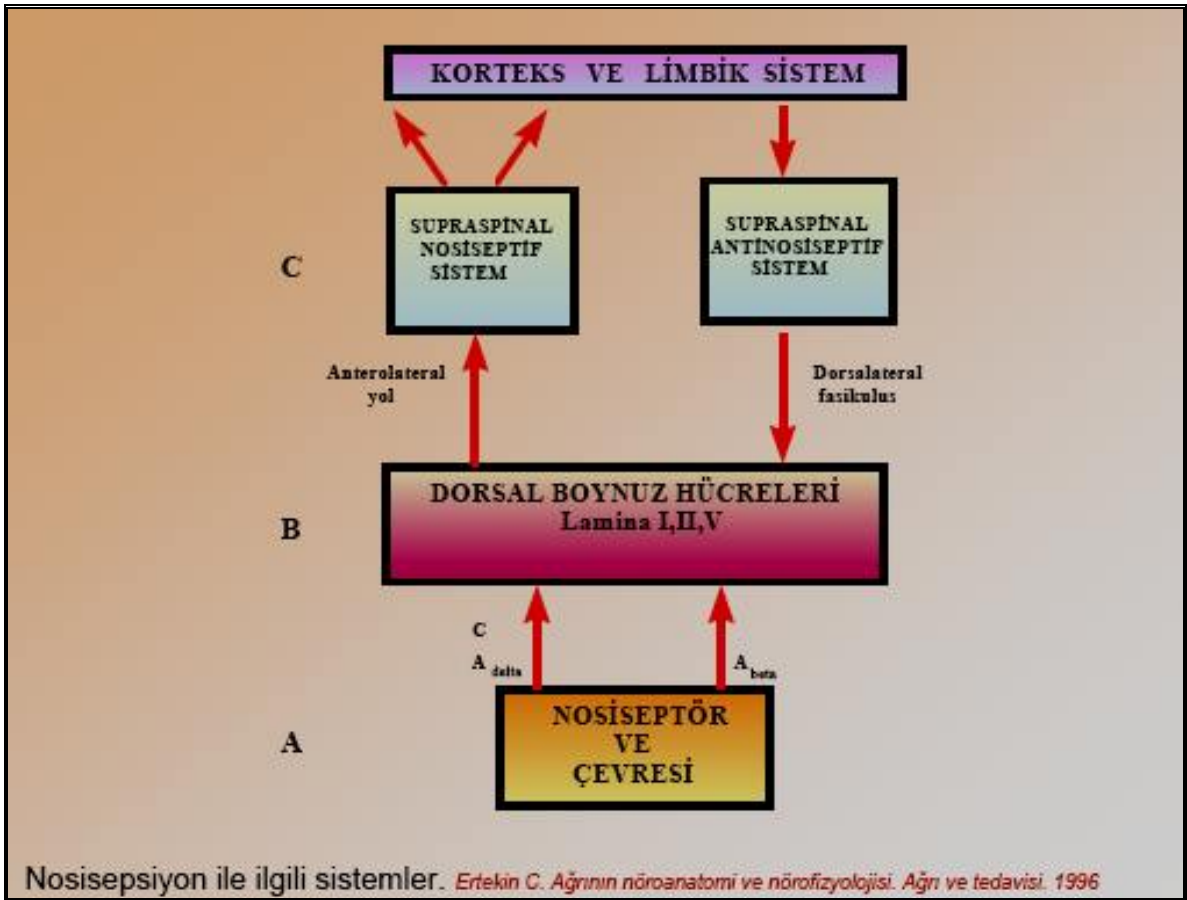 KORTEKS VE LİMBİK SİSTEM
SUPRASPİNAL
NOSİSEPTİF
SİSTEM
SUPRASPİNAL
ANTİNOSİSEPTİF
SİSTEM
C
Anterolateral
yol
Dorsalateral
fasikulus
DORSAL BOYNUZ HÜCRELERİ
Lamina I,II,V
B
C
A delta
A beta
NOSİSEPTÖR
VE
ÇEVRESİ
A
Nosisepsiyon ile ilgili sistemler. Ertekin C. Ağrının nöroanatomi ve nörofizyolojisi. Ağrı ve tedavisi. 1996